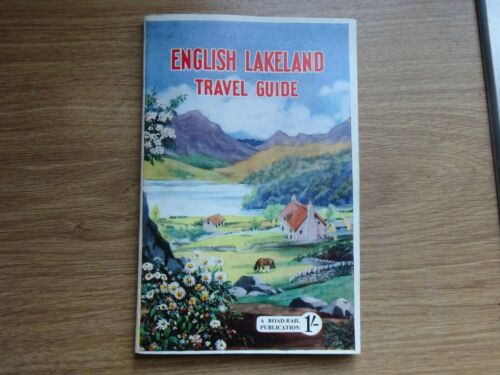 ENGLISH LAKELAND
TRAVEL GUIDE
A ROAD-RAIL
PUBLICATION
1/-